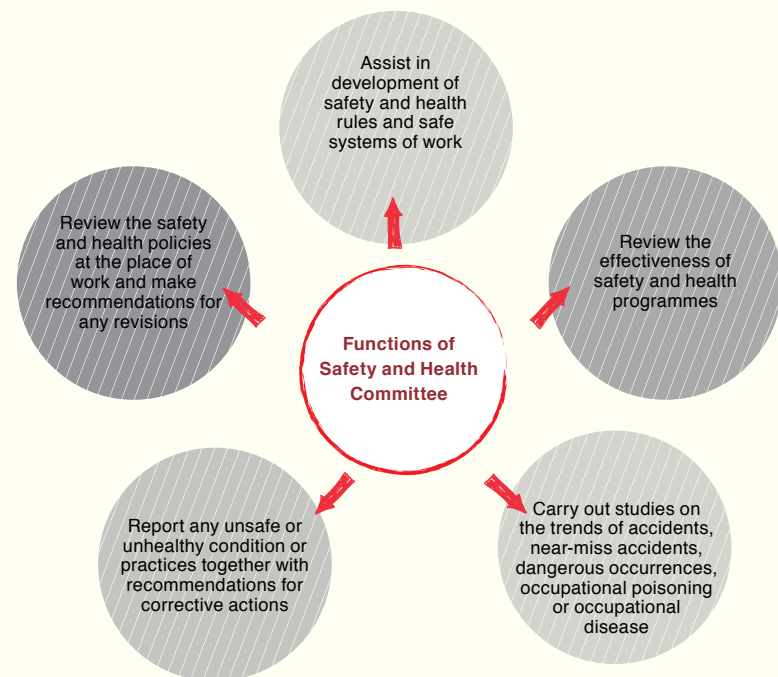 Assist in
development of
safety and health
rules and safe
systems of work
Review the safety
and health policies
at the place of
work and make
recommendations for
any revisions
Review the
effectiveness of
safety and health
programmes
Functions of
Safety and Health
Committee
Report any unsafe or
unhealthy condition or
practices together with
recommendations for
corrective actions
Carry out studies on
the trends of accidents,
near-miss accidents,
dangerous occurrences,
occupational poisoning
or occupational
disease